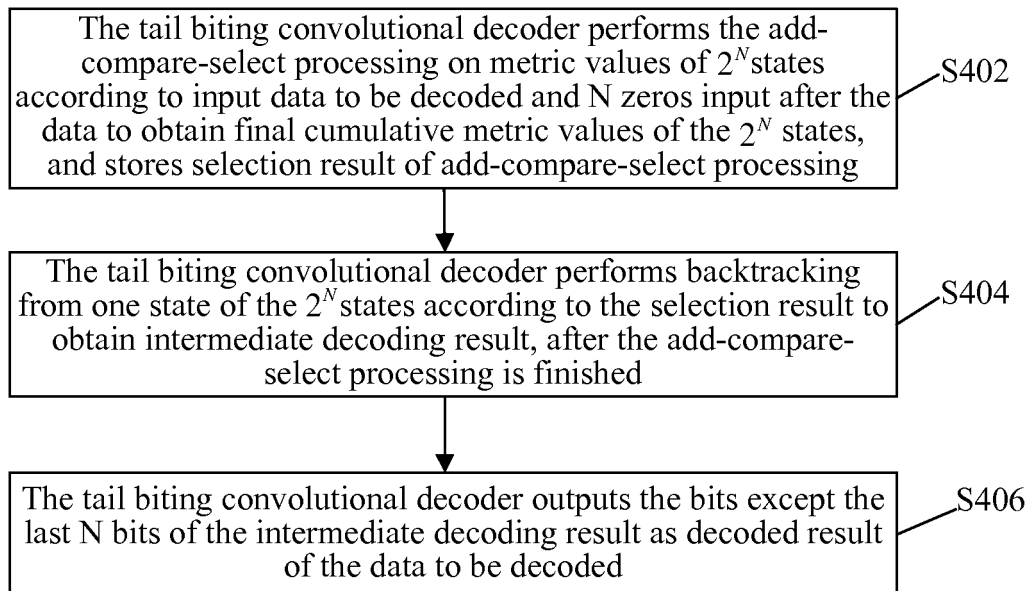 The tail biting convolutional decoder performs the add-
compare-select processing on metric values of 2^N states
according to input data to be decoded and N zeros input after the
data to obtain final cumulative metric values of the 2^N states,
and stores selection result of add-compare-select processing
S402
The tail biting convolutional decoder performs backtracking
from one state of the 2^N states according to the selection result to
obtain intermediate decoding result, after the add-compare-
select processing is finished
S404
The tail biting convolutional decoder outputs the bits except the
last N bits of the intermediate decoding result as decoded result
of the data to be decoded
S406